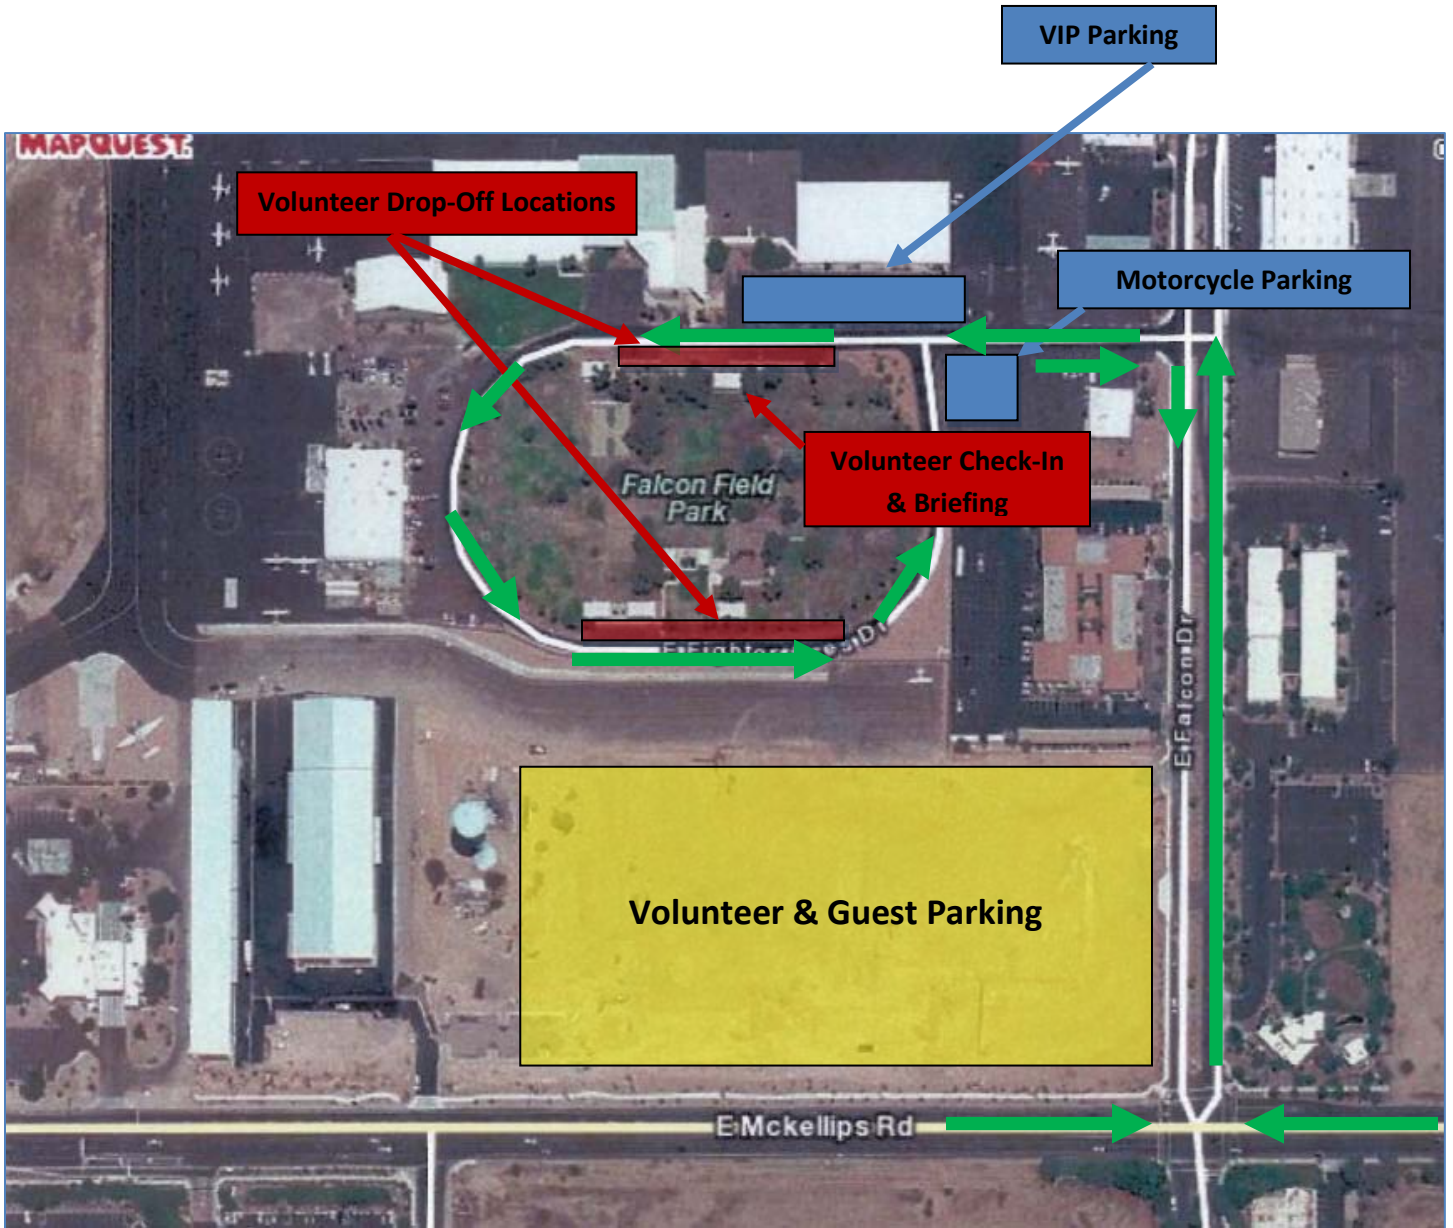 VIP Parking
MAPQUEST.
Volunteer Drop-Off Locations
Motorcycle Parking
Volunteer Check-In
& Briefing
Falcon Field
Park
E Falcon Dr
Volunteer & Guest Parking
E Mckellips Rd